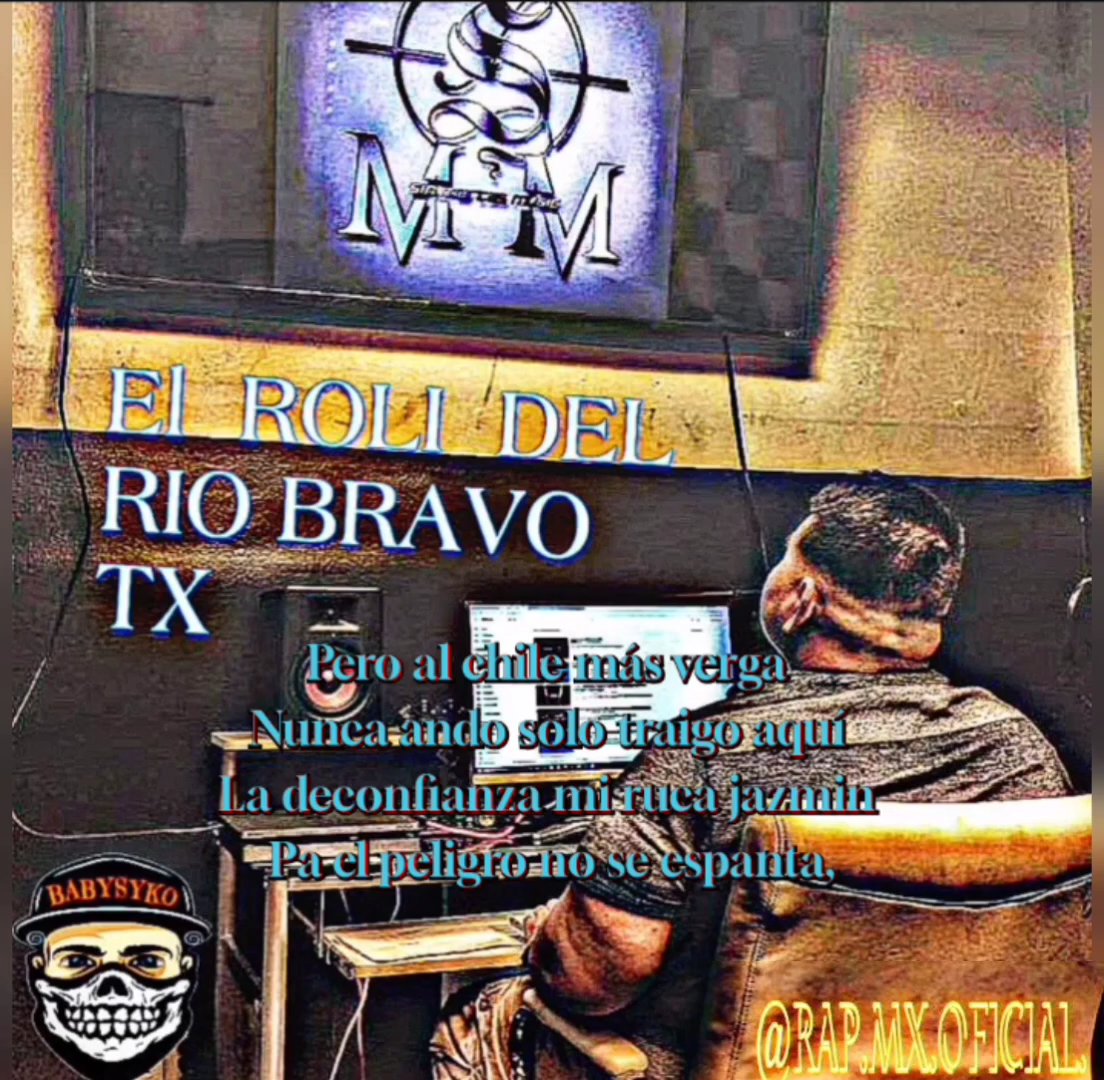 MM
El ROLI DEL
RIO BRAVO
TX
Pero al chile más verga
Nunca ando solo traigo aquí
La deconfianza mi ruca jazmin
Pa el peligro no se espanta,
BABYSYKO
@RAP.MX.OFICIAL.